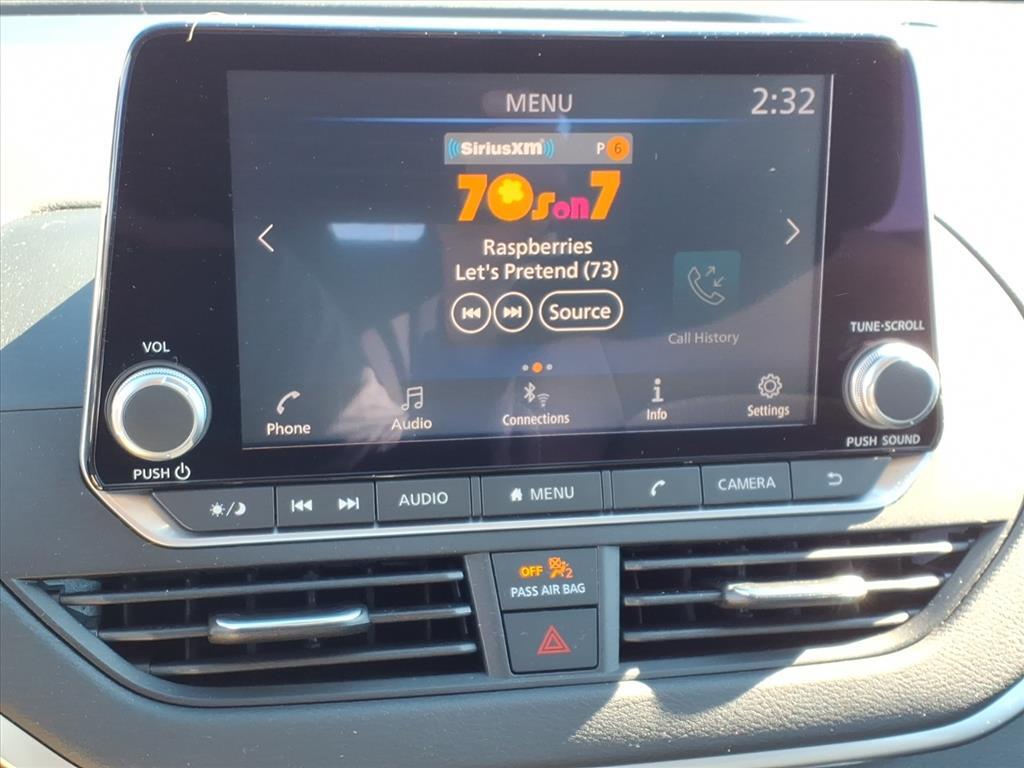 MENU
2:32
SiriusXM P 6
70s on 7
Raspberries
Let's Pretend (73)
Source
Call History
VOL
TUNE·SCROLL
Phone
Audio
Connections
Info
Settings
PUSH
PUSH SOUND
AUDIO
MENU
CAMERA
OFF 2
PASS AIR BAG